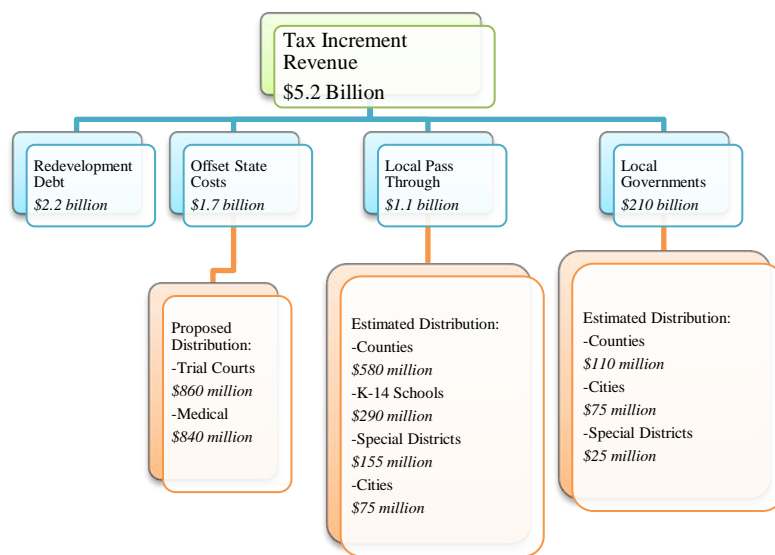 Tax Increment
Revenue
$5.2 Billion
Redevelopment
Debt
$2.2 billion
Offset State
Costs
$1.7 billion
Local Pass
Through
$1.1 billion
Local
Governments
$210 billion
Proposed
Distribution:
-Trial Courts
$860 million
-Medical
$840 million
Estimated Distribution:
-Counties
$580 million
-K-14 Schools
$290 million
-Special Districts
$155 million
-Cities
$75 million
Estimated Distribution:
-Counties
$110 million
-Cities
$75 million
-Special Districts
$25 million